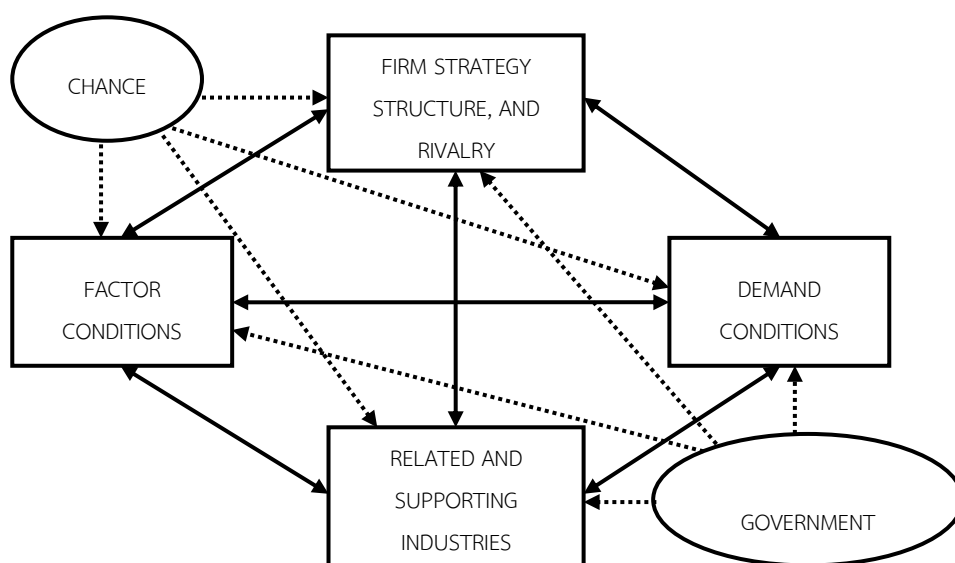 CHANCE
FIRM STRATEGY
STRUCTURE, AND
RIVALRY
FACTOR
CONDITIONS
DEMAND
CONDITIONS
RELATED AND
SUPPORTING
INDUSTRIES
GOVERNMENT